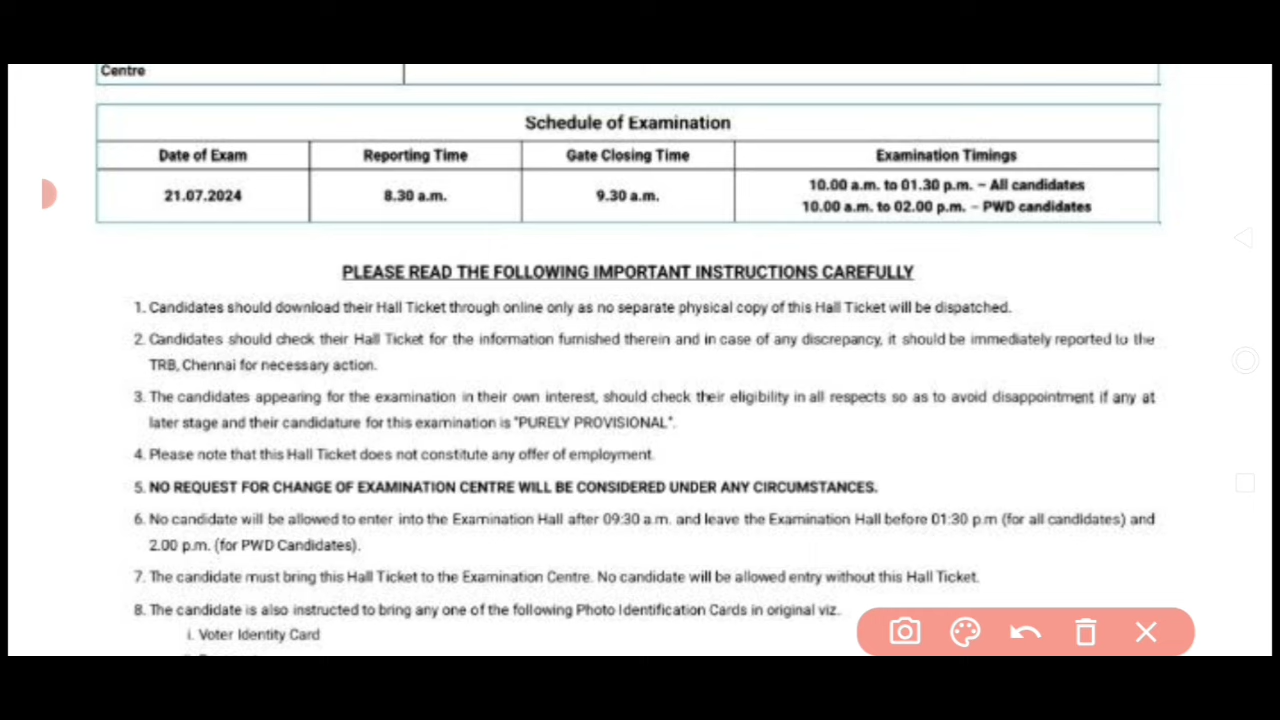 Centre
Schedule of Examination
Date of Exam Reporting Time Gate Closing Time Examination Timings
21.07.2024 8.30 a.m. 9.30 a.m. 10.00 a.m. to 01.30 p.m. – All candidates
10.00 a.m. to 02.00 p.m. – PWD candidates
PLEASE READ THE FOLLOWING IMPORTANT INSTRUCTIONS CAREFULLY
1. Candidates should download their Hall Ticket through online only as no separate physical copy of this Hall Ticket will be dispatched.
2. Candidates should check their Hall Ticket for the information furnished therein and in case of any discrepancy, it should be immediately reported to the
TRB, Chennai for necessary action.
3. The candidates appearing for the examination in their own interest, should check their eligibility in all respects so as to avoid disappointment if any at
later stage and their candidature for this examination is "PURELY PROVISIONAL".
4. Please note that this Hall Ticket does not constitute any offer of employment.
5. NO REQUEST FOR CHANGE OF EXAMINATION CENTRE WILL BE CONSIDERED UNDER ANY CIRCUMSTANCES.
6. No candidate will be allowed to enter into the Examination Hall after 09:30 a.m. and leave the Examination Hall before 01:30 p.m (for all candidates) and
2.00 p.m. (for PWD Candidates).
7. The candidate must bring this Hall Ticket to the Examination Centre. No candidate will be allowed entry without this Hall Ticket.
8. The candidate is also instructed to bring any one of the following Photo Identification Cards in original viz.
i. Voter Identity Card